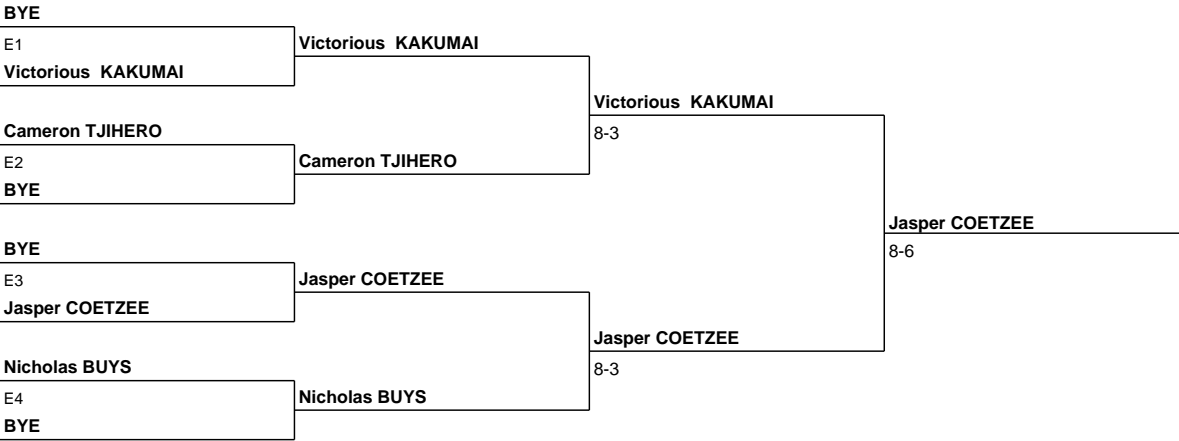 BYE
E1
Victorious  KAKUMAI
Victorious  KAKUMAI
Cameron TJIHERO
E2
BYE
Cameron TJIHERO
Victorious  KAKUMAI
8-3
BYE
E3
Jasper COETZEE
Jasper COETZEE
Nicholas BUYS
E4
BYE
Nicholas BUYS
Jasper COETZEE
8-3
Jasper COETZEE
8-6